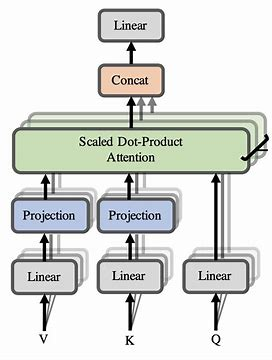 Linear
Concat
Scaled Dot-Product
Attention
Projection Projection
Linear Linear Linear
V K Q